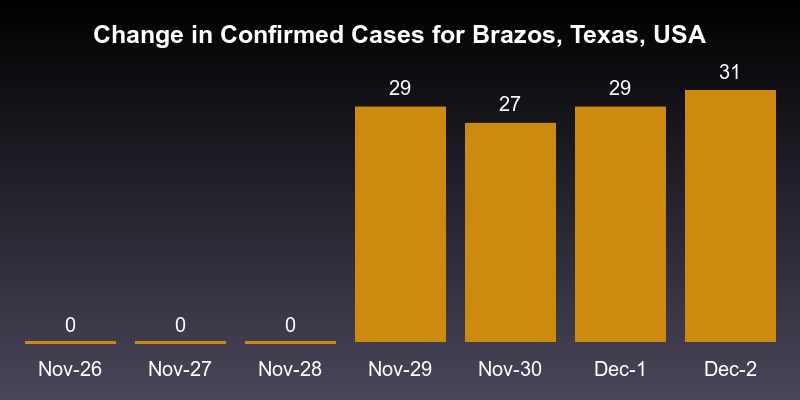 Change in Confirmed Cases for Brazos, Texas, USA
0
0
0
29
27
29
31
Nov-26
Nov-27
Nov-28
Nov-29
Nov-30
Dec-1
Dec-2